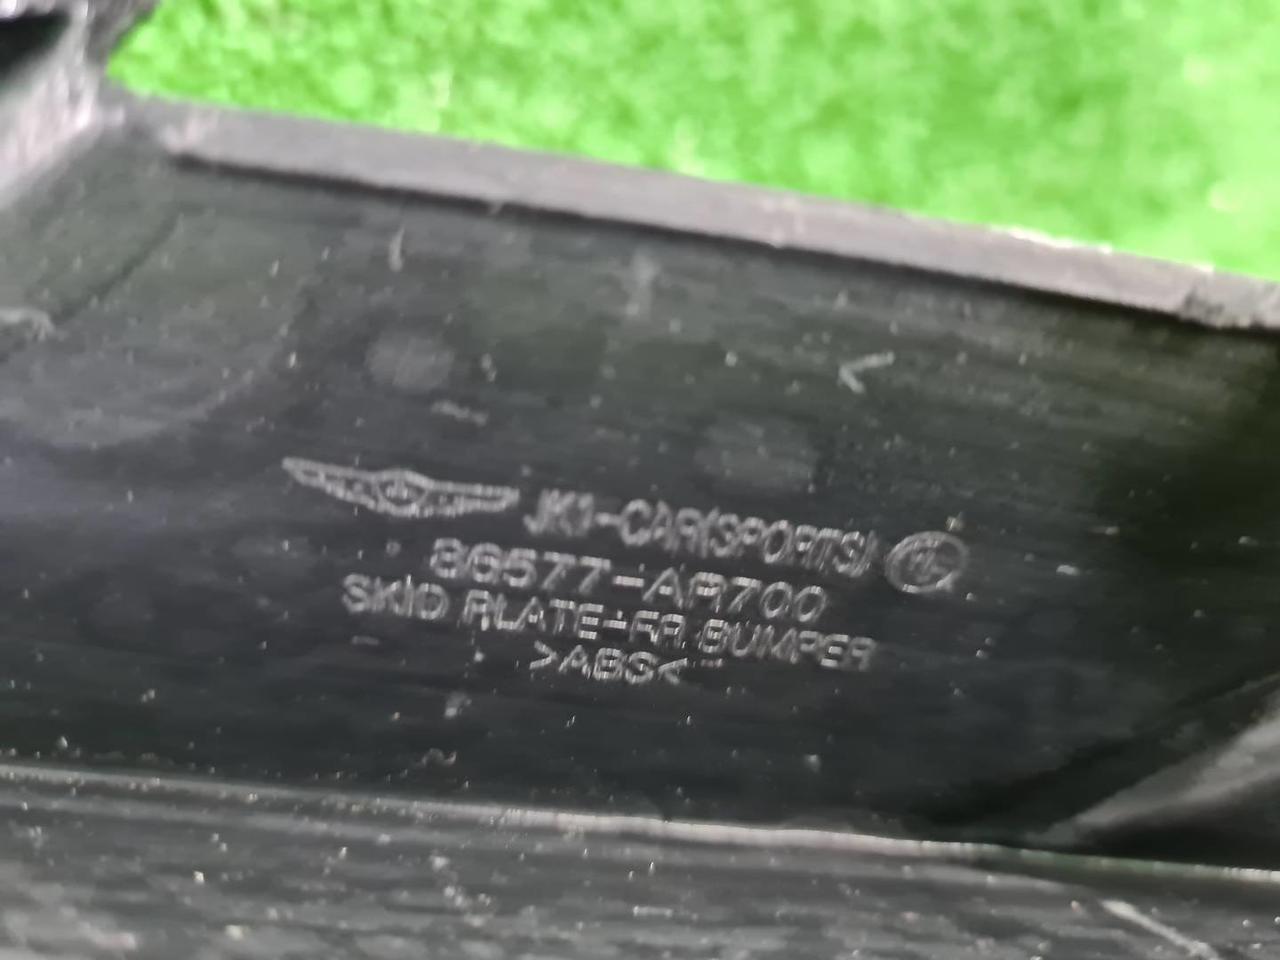 JK1-CAR(SPORTS)
86577-AR700
SKID PLATE-FR BUMPER
>ABS<